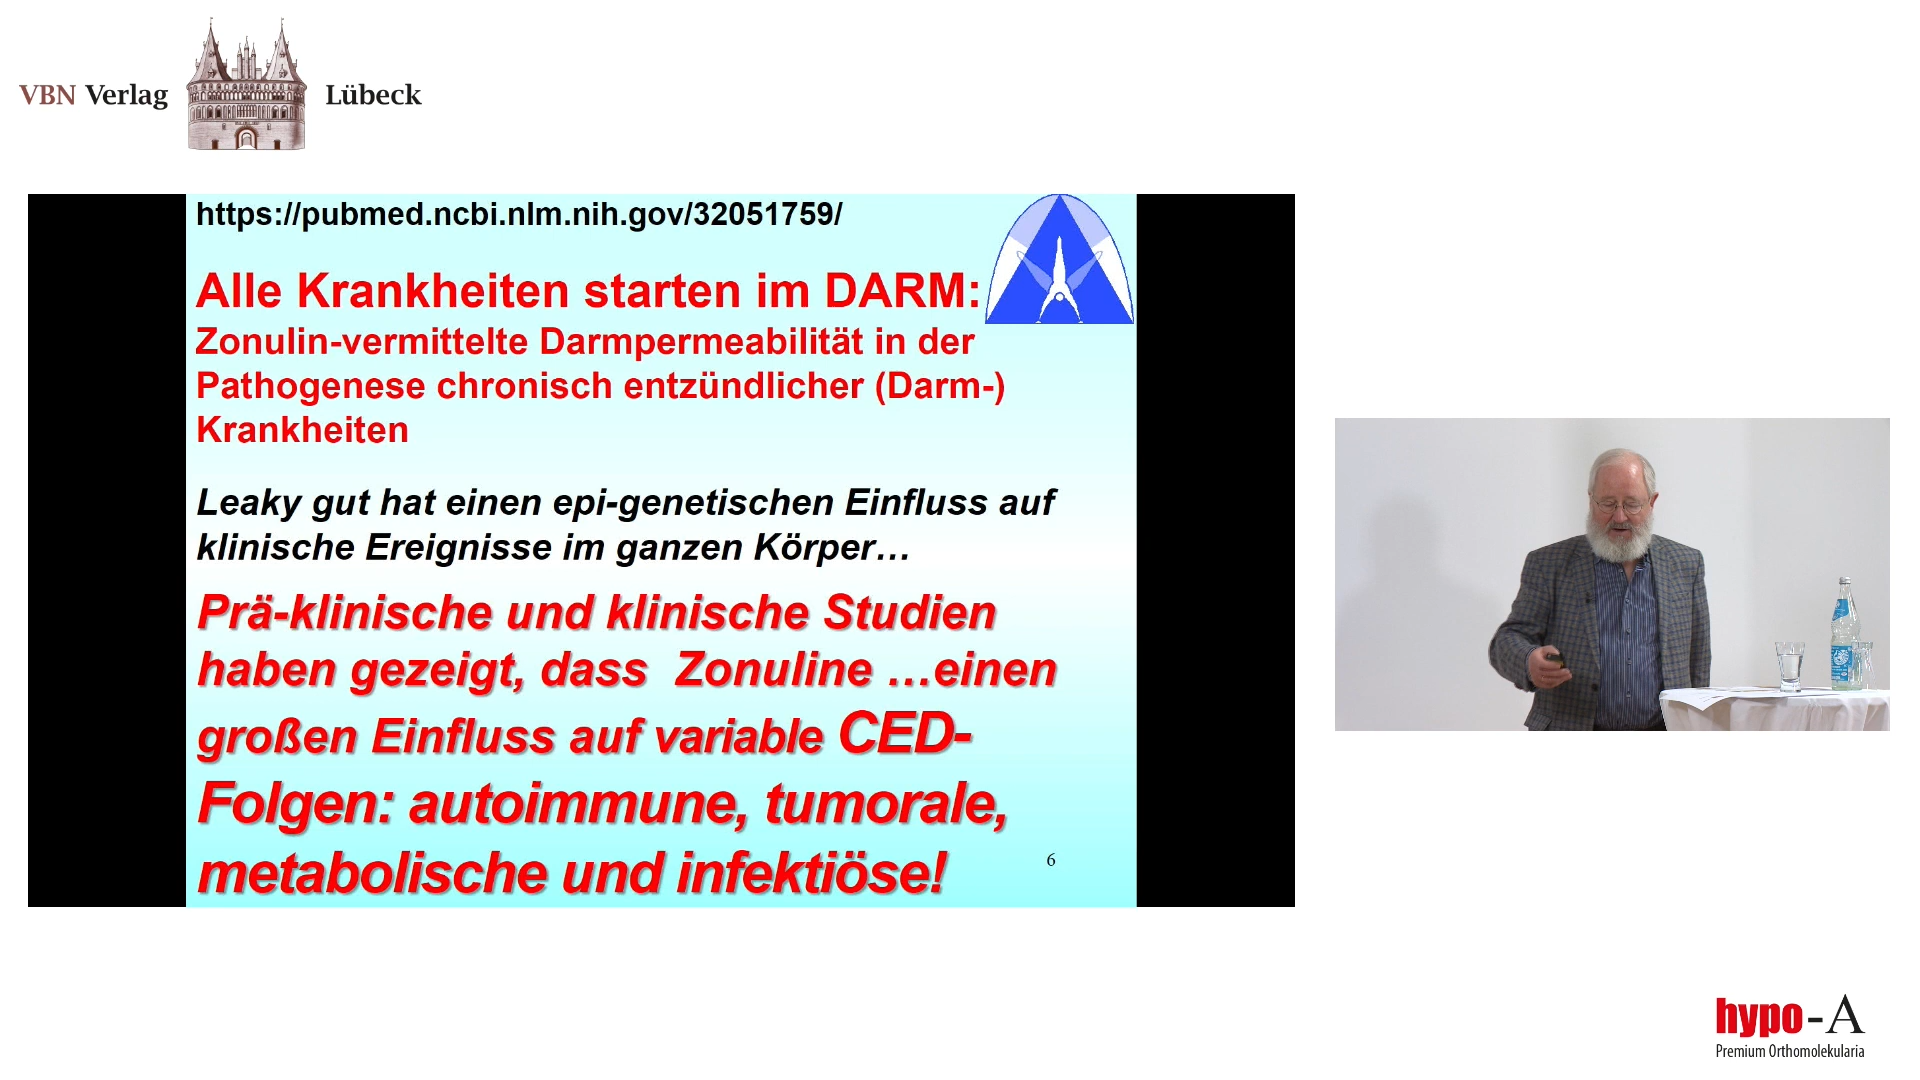 VBN Verlag Lübeck
https://pubmed.ncbi.nlm.nih.gov/32051759/
Alle Krankheiten starten im DARM:
Zonulin-vermittelte Darmpermeabilität in der
Pathogenese chronisch entzündlicher (Darm-)
Krankheiten
Leaky gut hat einen epi-genetischen Einfluss auf
klinische Ereignisse im ganzen Körper…
Prä-klinische und klinische Studien
haben gezeigt, dass Zonuline …einen
großen Einfluss auf variable CED-
Folgen: autoimmune, tumorale,
metabolische und infektiöse!
6
hypo-A
Premium Orthomolekularia